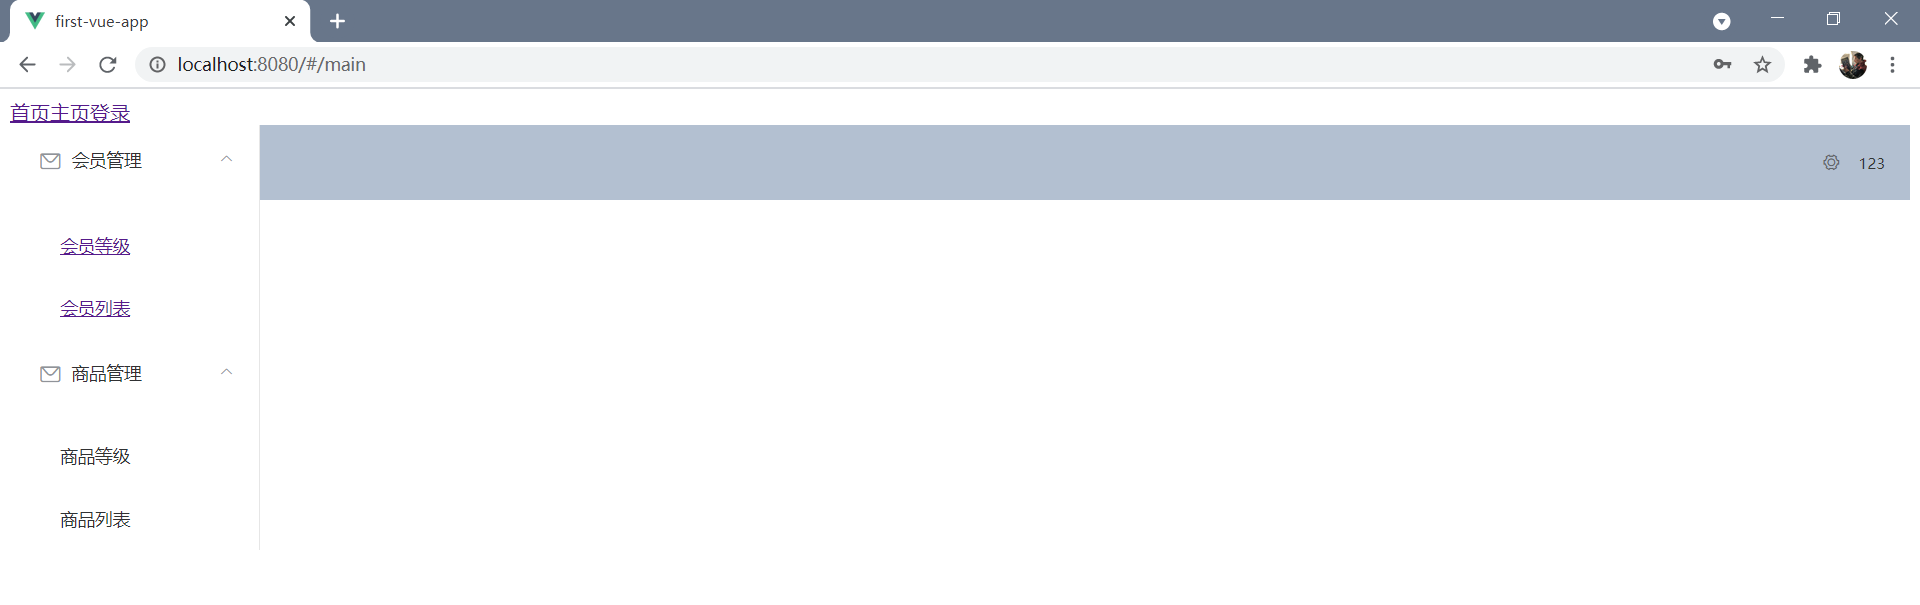 first-vue-app
localhost:8080/#/main
首页主页登录
会员管理
123
会员等级
会员列表
商品管理
商品等级
商品列表